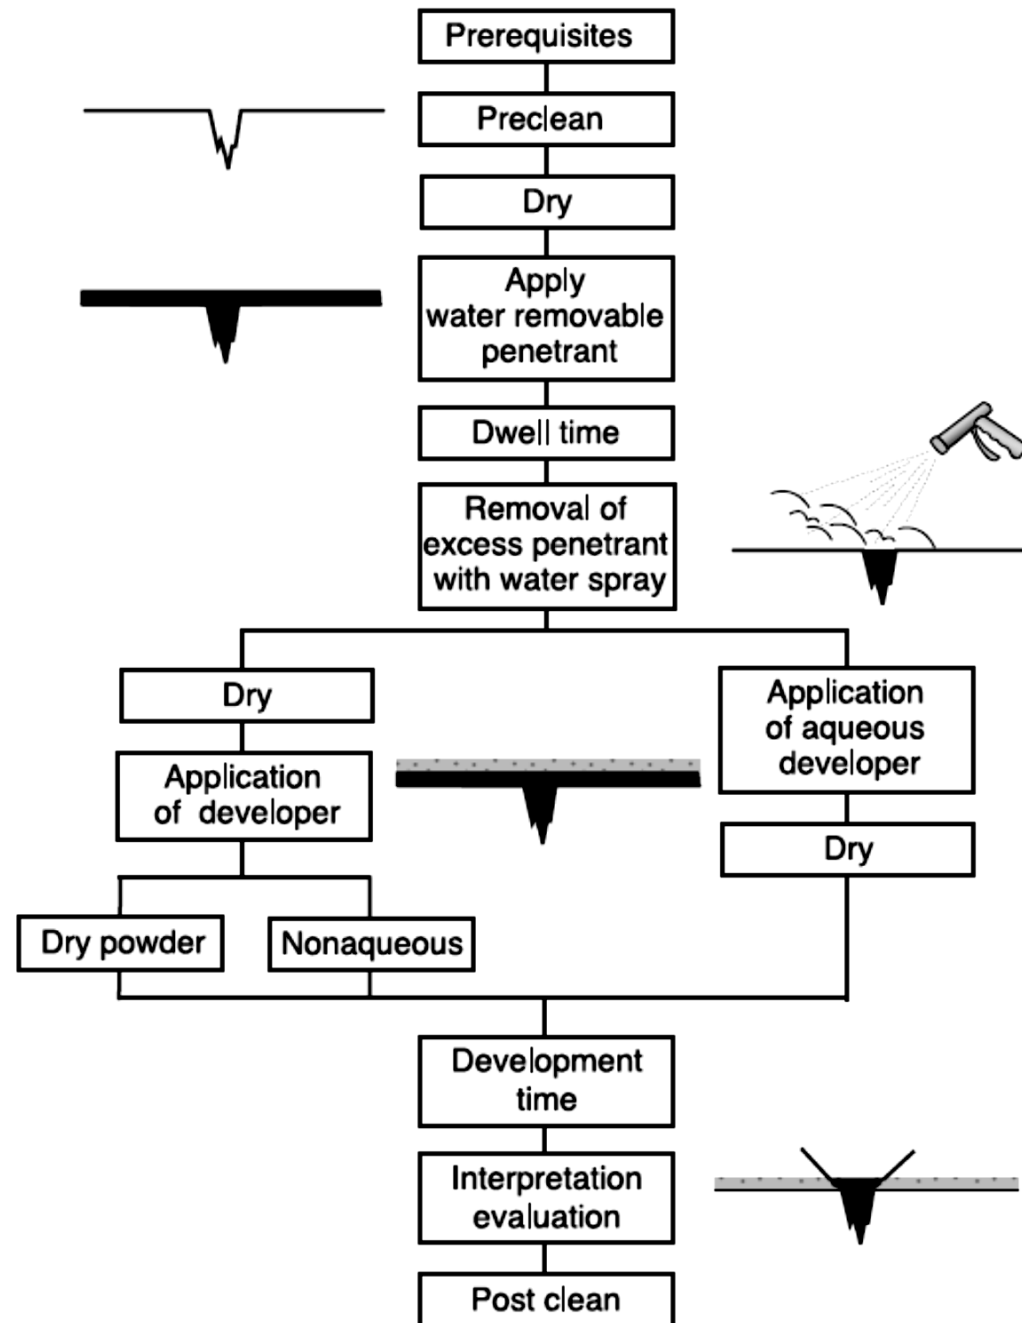 Prerequisites
Preclean
Dry
Apply
water removable
penetrant
Dwell time
Removal of
excess penetrant
with water spray
Dry
Application
of developer
Dry powder
Nonaqueous
Application
of aqueous
developer
Dry
Development
time
Interpretation
evaluation
Post clean